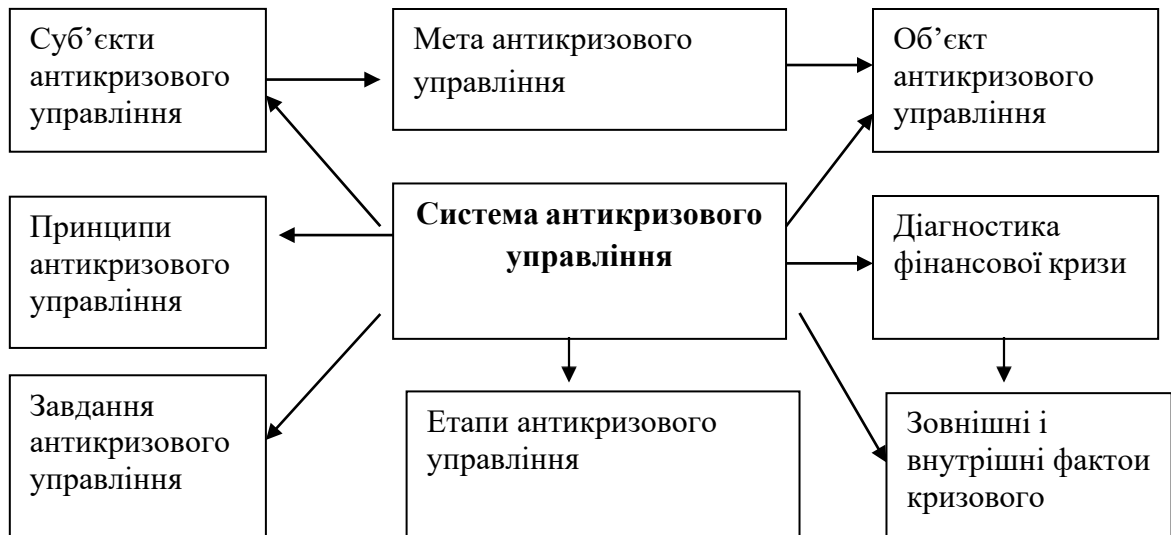 Суб’єкти
антикризового
управління
Мета антикризового
управління
Об’єкт
антикризового
управління
Принципи
антикризового
управління
Система антикризового
управління
Діагностика
фінансової кризи
Завдання
антикризового
управління
Етапи антикризового
управління
Зовнішні і
внутрішні фактои
кризового